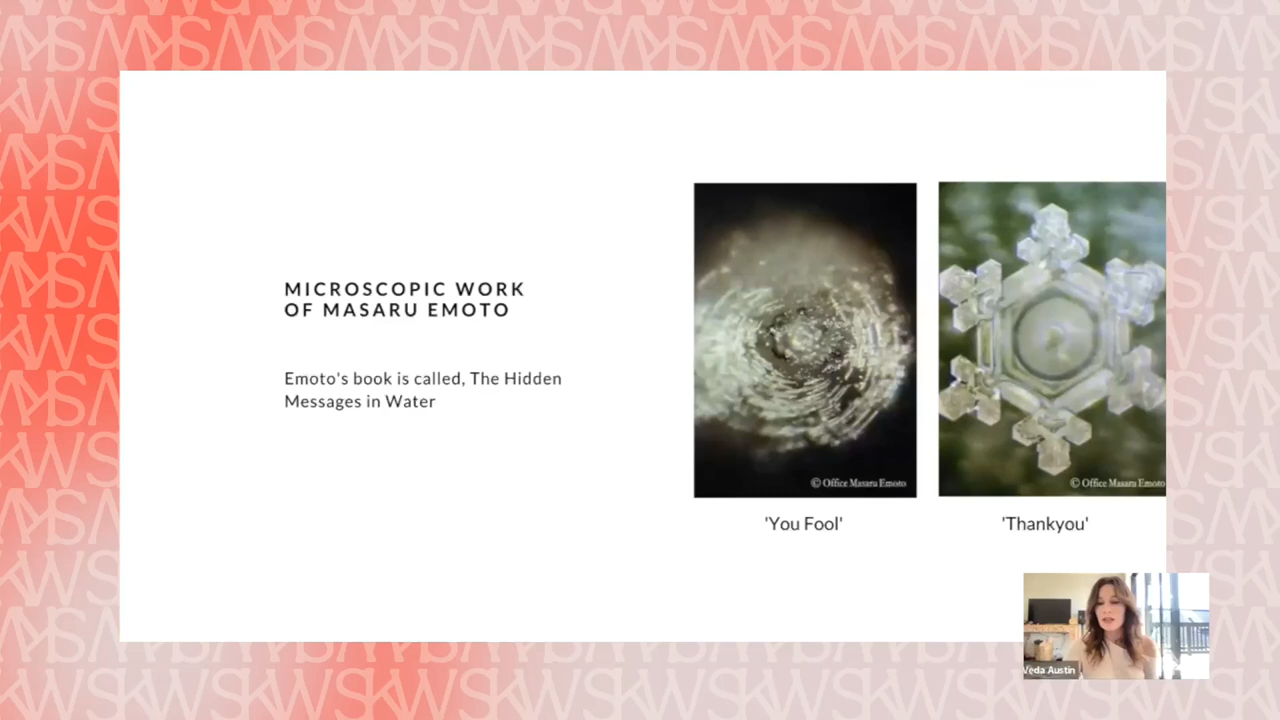 MICROSCOPIC WORK
OF MASARU EMOTO
Emoto's book is called, The Hidden
Messages in Water
© Office Masaru Emoto
© Office Masaru Emoto
'You Fool'
'Thankyou'
Veda Austin